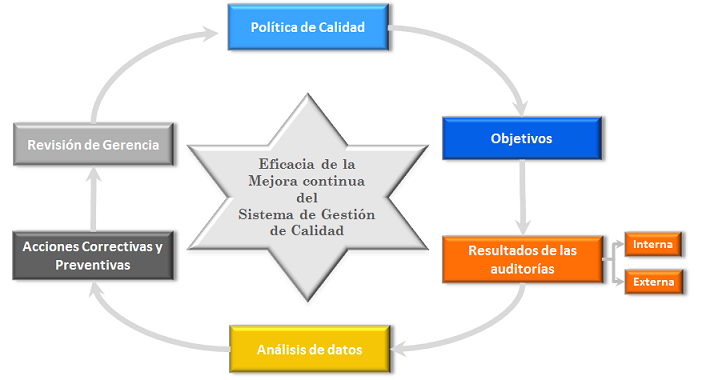 Política de Calidad
Objetivos
Resultados de las
auditorías
Interna
Externa
Análisis de datos
Acciones Correctivas y
Preventivas
Revisión de Gerencia
Eficacia de la
Mejora continua
del
Sistema de Gestión
de Calidad